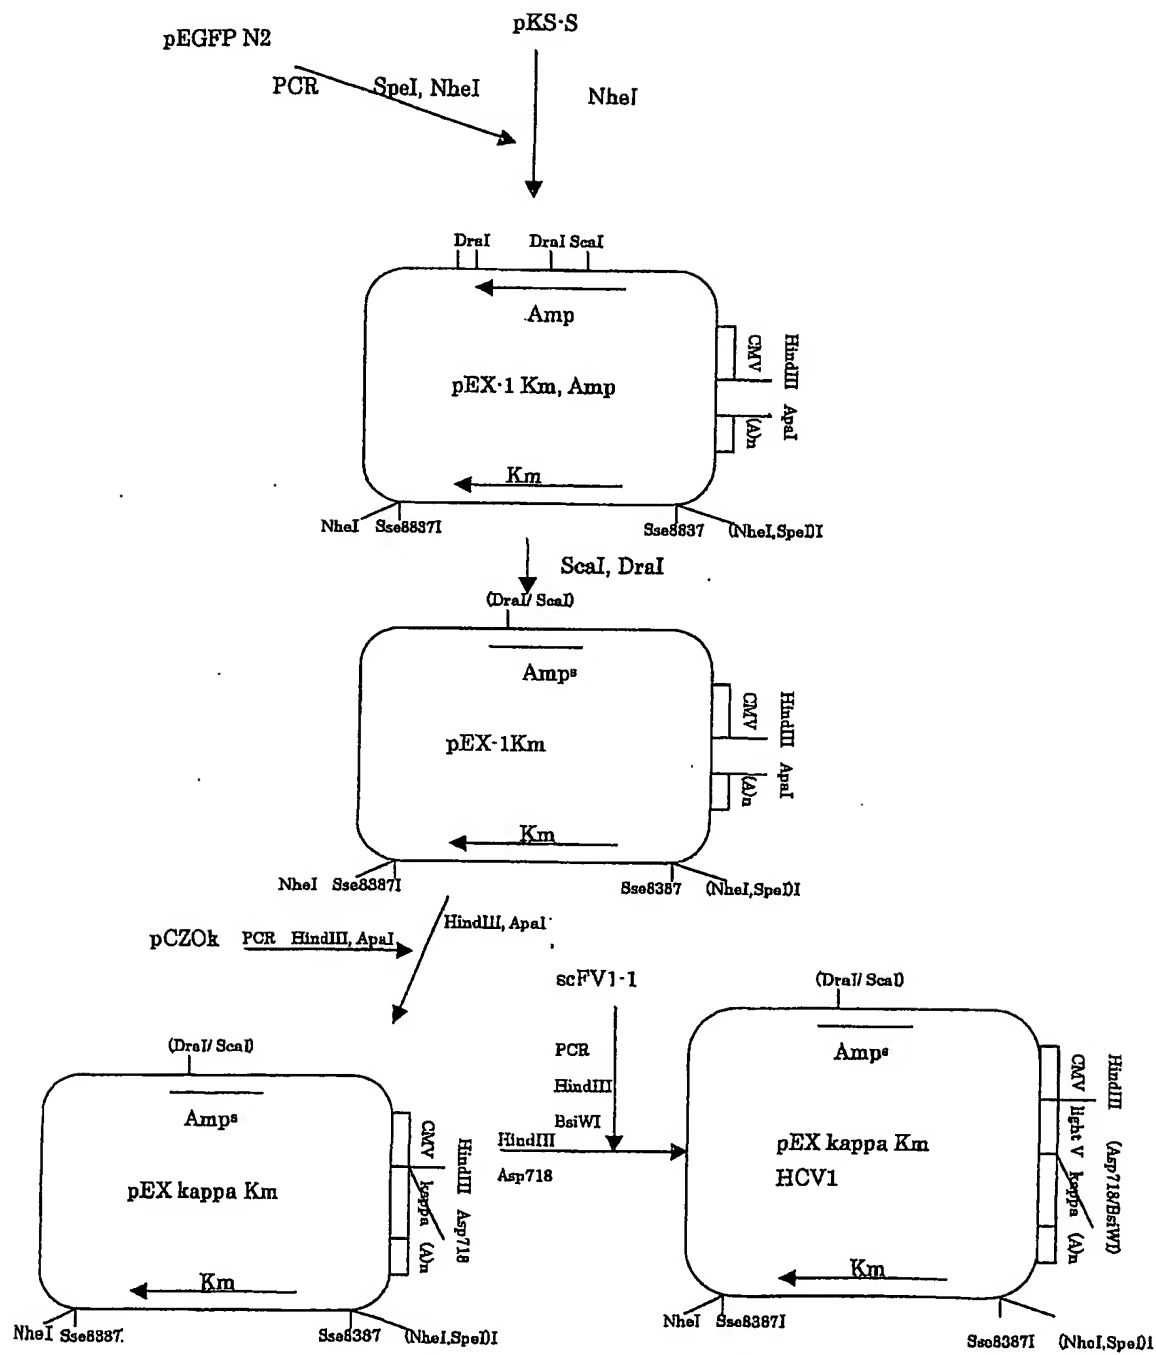 pEGFP N2
pKS·S
PCR SpeI, NheI
NheI
DraI
DraI ScaI
Amp
pEX·1 Km, Amp
CMV
HindIII
(A)n
ApaI
Km
NheI
Sse8837I
Sse8837
(NheI,SpeI)I
ScaI, DraI
(DraI/ ScaI)
Ampˢ
pEX-1Km
CMV
HindIII
(A)n
ApaI
Km
NheI
Sse8387I
Sse8387
(NheI,SpeI)I
HindIII, ApaI
pCZOk
PCR HindIII, ApaI
scFV1-1
PCR
HindIII
BsiWI
HindIII
Asp718
(DraI/ ScaI)
Ampˢ
pEX kappa Km
CMV
kappa
(A)n
HindIII
Asp718
Km
NheI
Sse8387.
Sse8387
(NheI,SpeI)I
(DraI/ ScaI)
Ampˢ
pEX kappa Km
HCV1
CMV
light V
kappa
(A)n
HindIII
(Asp718/BsiWI)
Km
NheI
Sse8387I
Sse8387I
(NheI,SpeI)I